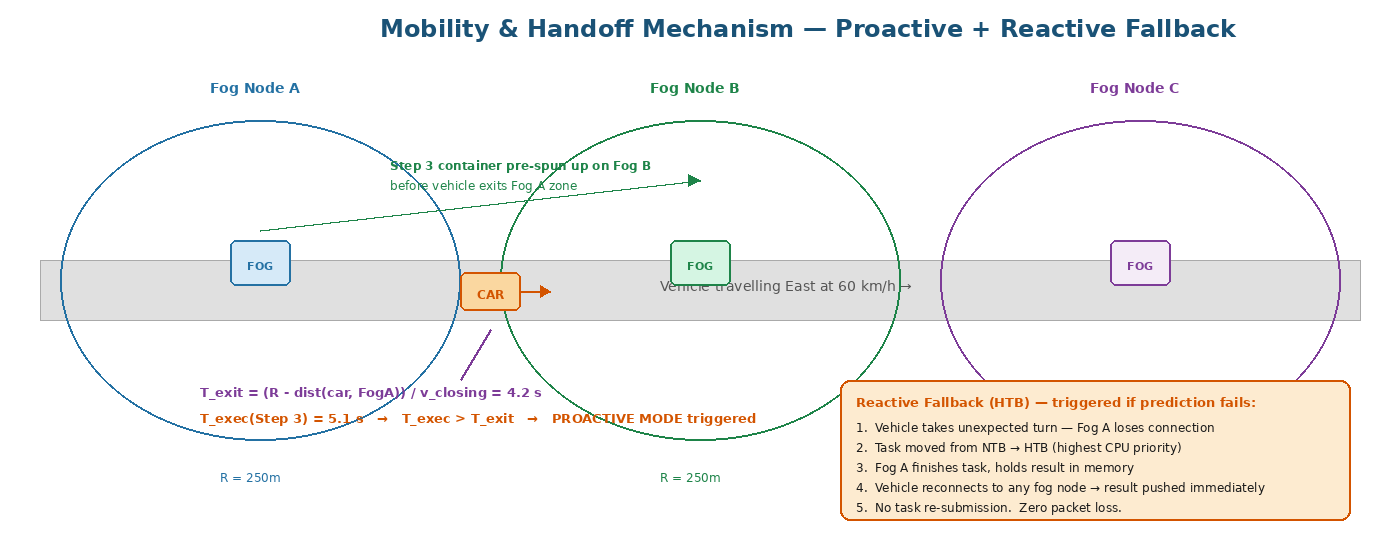 Mobility & Handoff Mechanism — Proactive + Reactive Fallback
Fog Node A
Fog Node B
Fog Node C
Step 3 container pre-spun up on Fog B
before vehicle exits Fog A zone
FOG
FOG
FOG
CAR
Vehicle travelling East at 60 km/h →
T_exit = (R - dist(car, FogA)) / v_closing = 4.2 s
T_exec(Step 3) = 5.1 s → T_exec > T_exit → PROACTIVE MODE triggered
R = 250m
R = 250m
Reactive Fallback (HTB) — triggered if prediction fails:
1. Vehicle takes unexpected turn — Fog A loses connection
2. Task moved from NTB → HTB (highest CPU priority)
3. Fog A finishes task, holds result in memory
4. Vehicle reconnects to any fog node → result pushed immediately
5. No task re-submission. Zero packet loss.